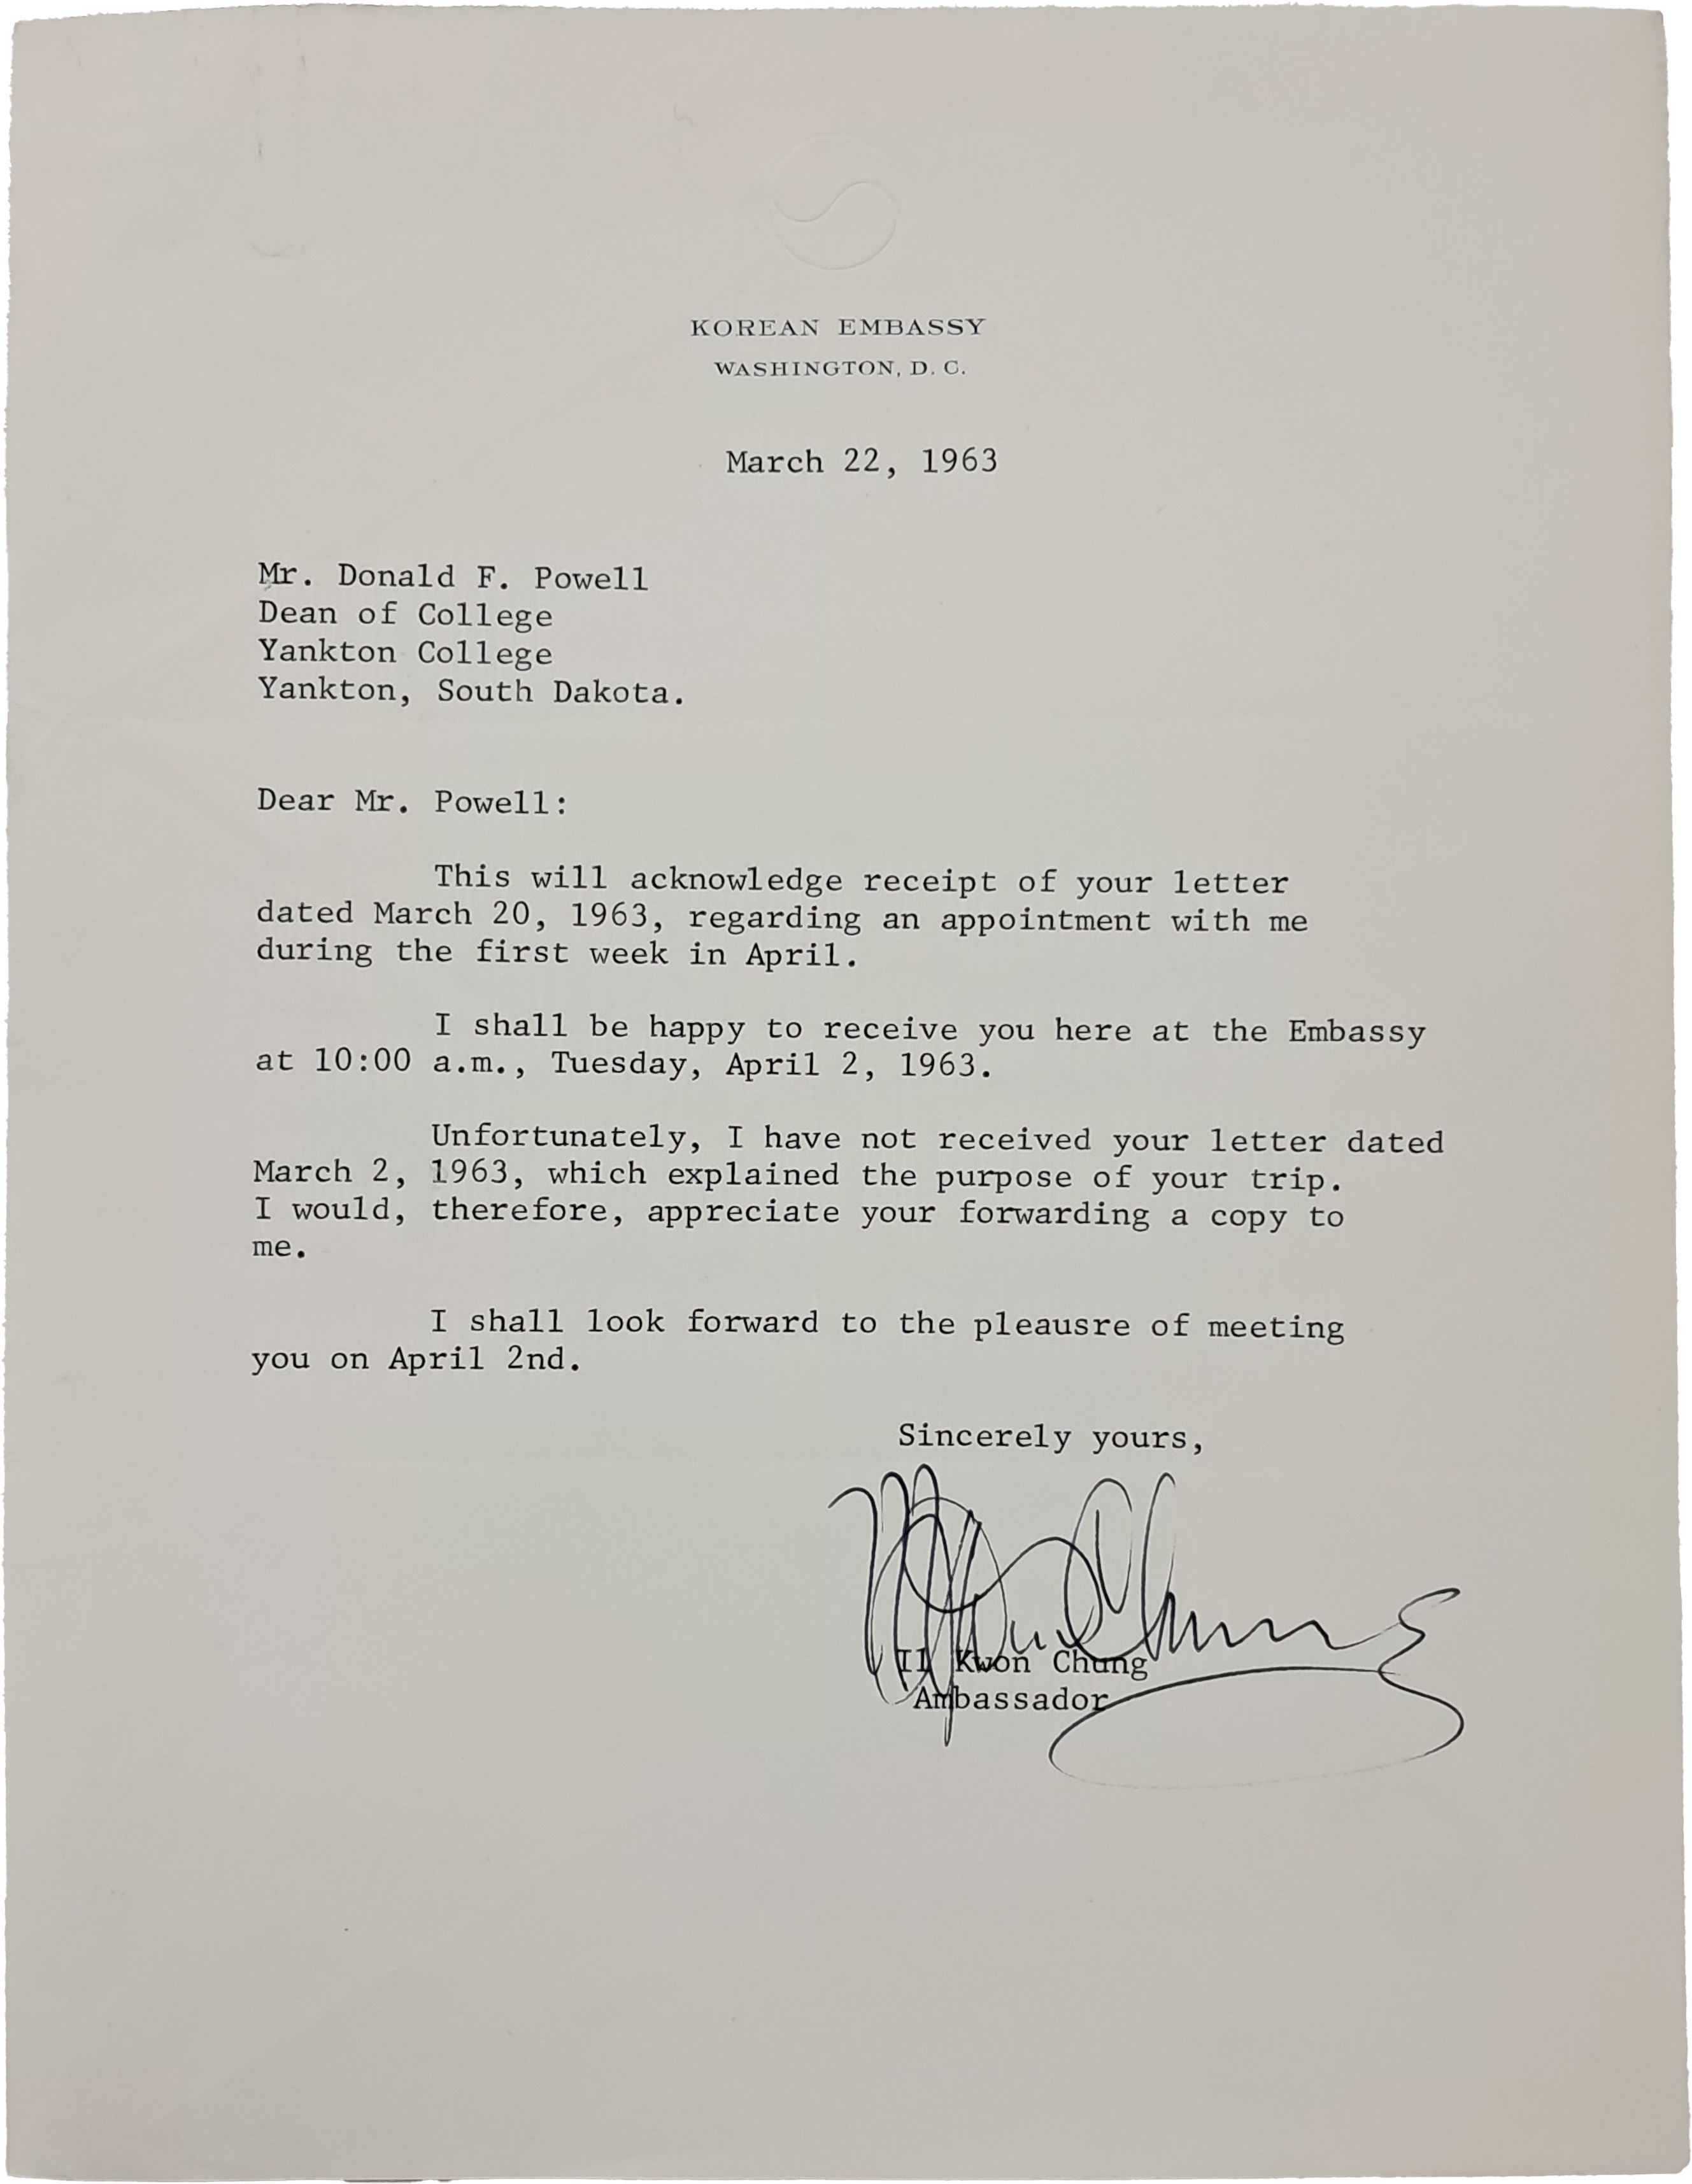 KOREAN EMBASSY
WASHINGTON, D. C.
March 22, 1963
Mr. Donald F. Powell
Dean of College
Yankton College
Yankton, South Dakota.
Dear Mr. Powell:
This will acknowledge receipt of your letter
dated March 20, 1963, regarding an appointment with me
during the first week in April.
I shall be happy to receive you here at the Embassy
at 10:00 a.m., Tuesday, April 2, 1963.
Unfortunately, I have not received your letter dated
March 2, 1963, which explained the purpose of your trip.
I would, therefore, appreciate your forwarding a copy to
me.
I shall look forward to the pleausre of meeting
you on April 2nd.
Sincerely yours,
Il Kwon Chung
Ambassador